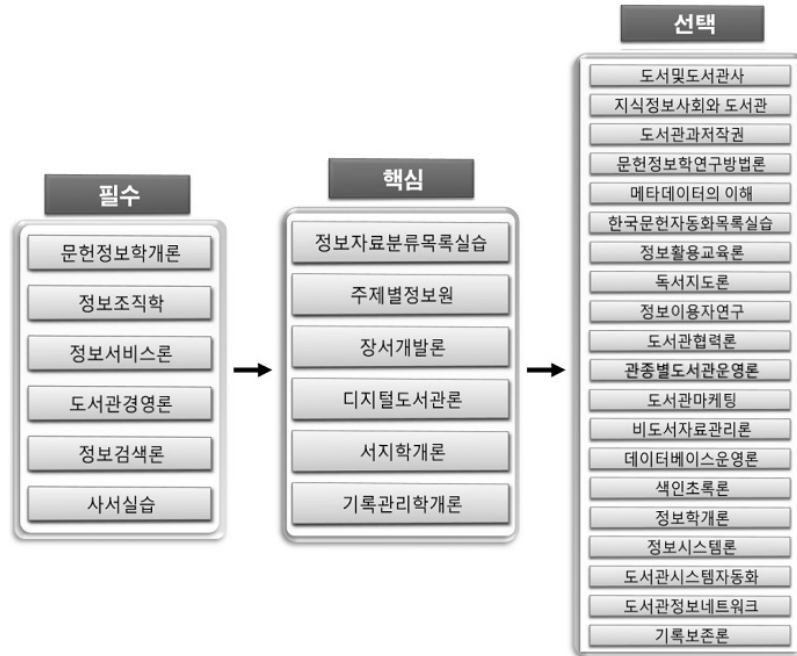 필수
문헌정보학개론
정보조직학
정보서비스론
도서관경영론
정보검색론
사서실습
핵심
정보자료분류목록실습
주제별정보원
장서개발론
디지털도서관론
서지학개론
기록관리학개론
선택
도서및도서관사
지식정보사회와 도서관
도서관과저작권
문헌정보학연구방법론
메타데이터의 이해
한국문헌자동화목록실습
정보활용교육론
독서지도론
정보이용자연구
도서관협력론
관종별도서관운영론
도서관마케팅
비도서자료관리론
데이터베이스운영론
색인초록론
정보학개론
정보시스템론
도서관시스템자동화
도서관정보네트워크
기록보존론